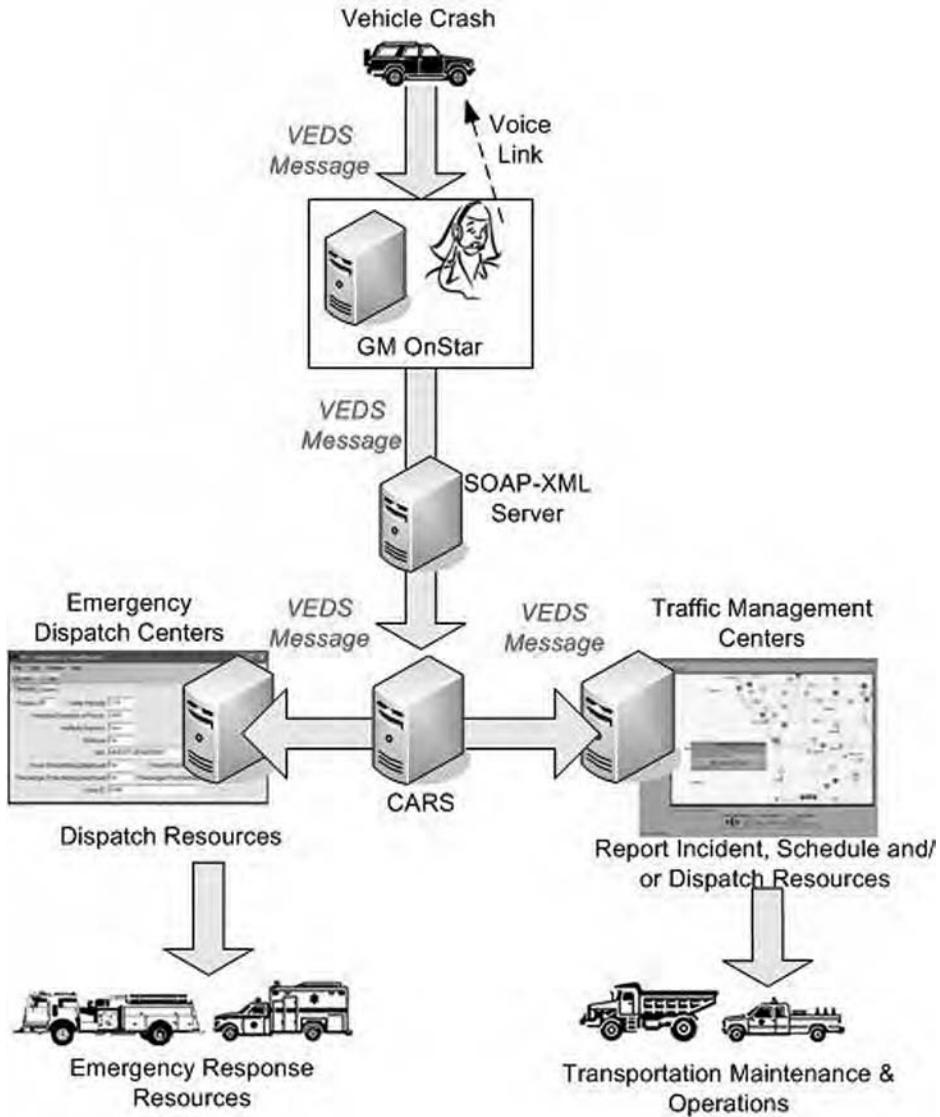 Vehicle Crash
VEDS
Message
Voice
Link
GM OnStar
VEDS
Message
SOAP-XML
Server
Emergency
Dispatch Centers
VEDS
Message
VEDS
Message
Traffic Management
Centers
CARS
Dispatch Resources
Report Incident, Schedule and/
or Dispatch Resources
Emergency Response
Resources
Transportation Maintenance &
Operations